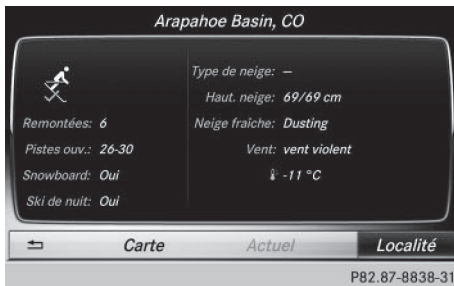 Arapahoe Basin, CO
Remontées: 6
Pistes ouv.: 26-30
Snowboard: Oui
Ski de nuit: Oui
Type de neige: –
Haut. neige: 69/69 cm
Neige fraîche: Dusting
Vent: vent violent
-11 °C
Carte
Actuel
Localité
P82.87-8838-31